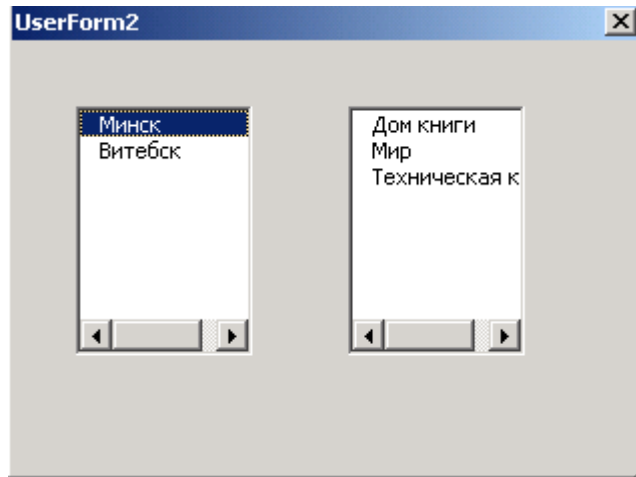 UserForm2
Минск
Витебск
Дом книги
Мир
Техническая к